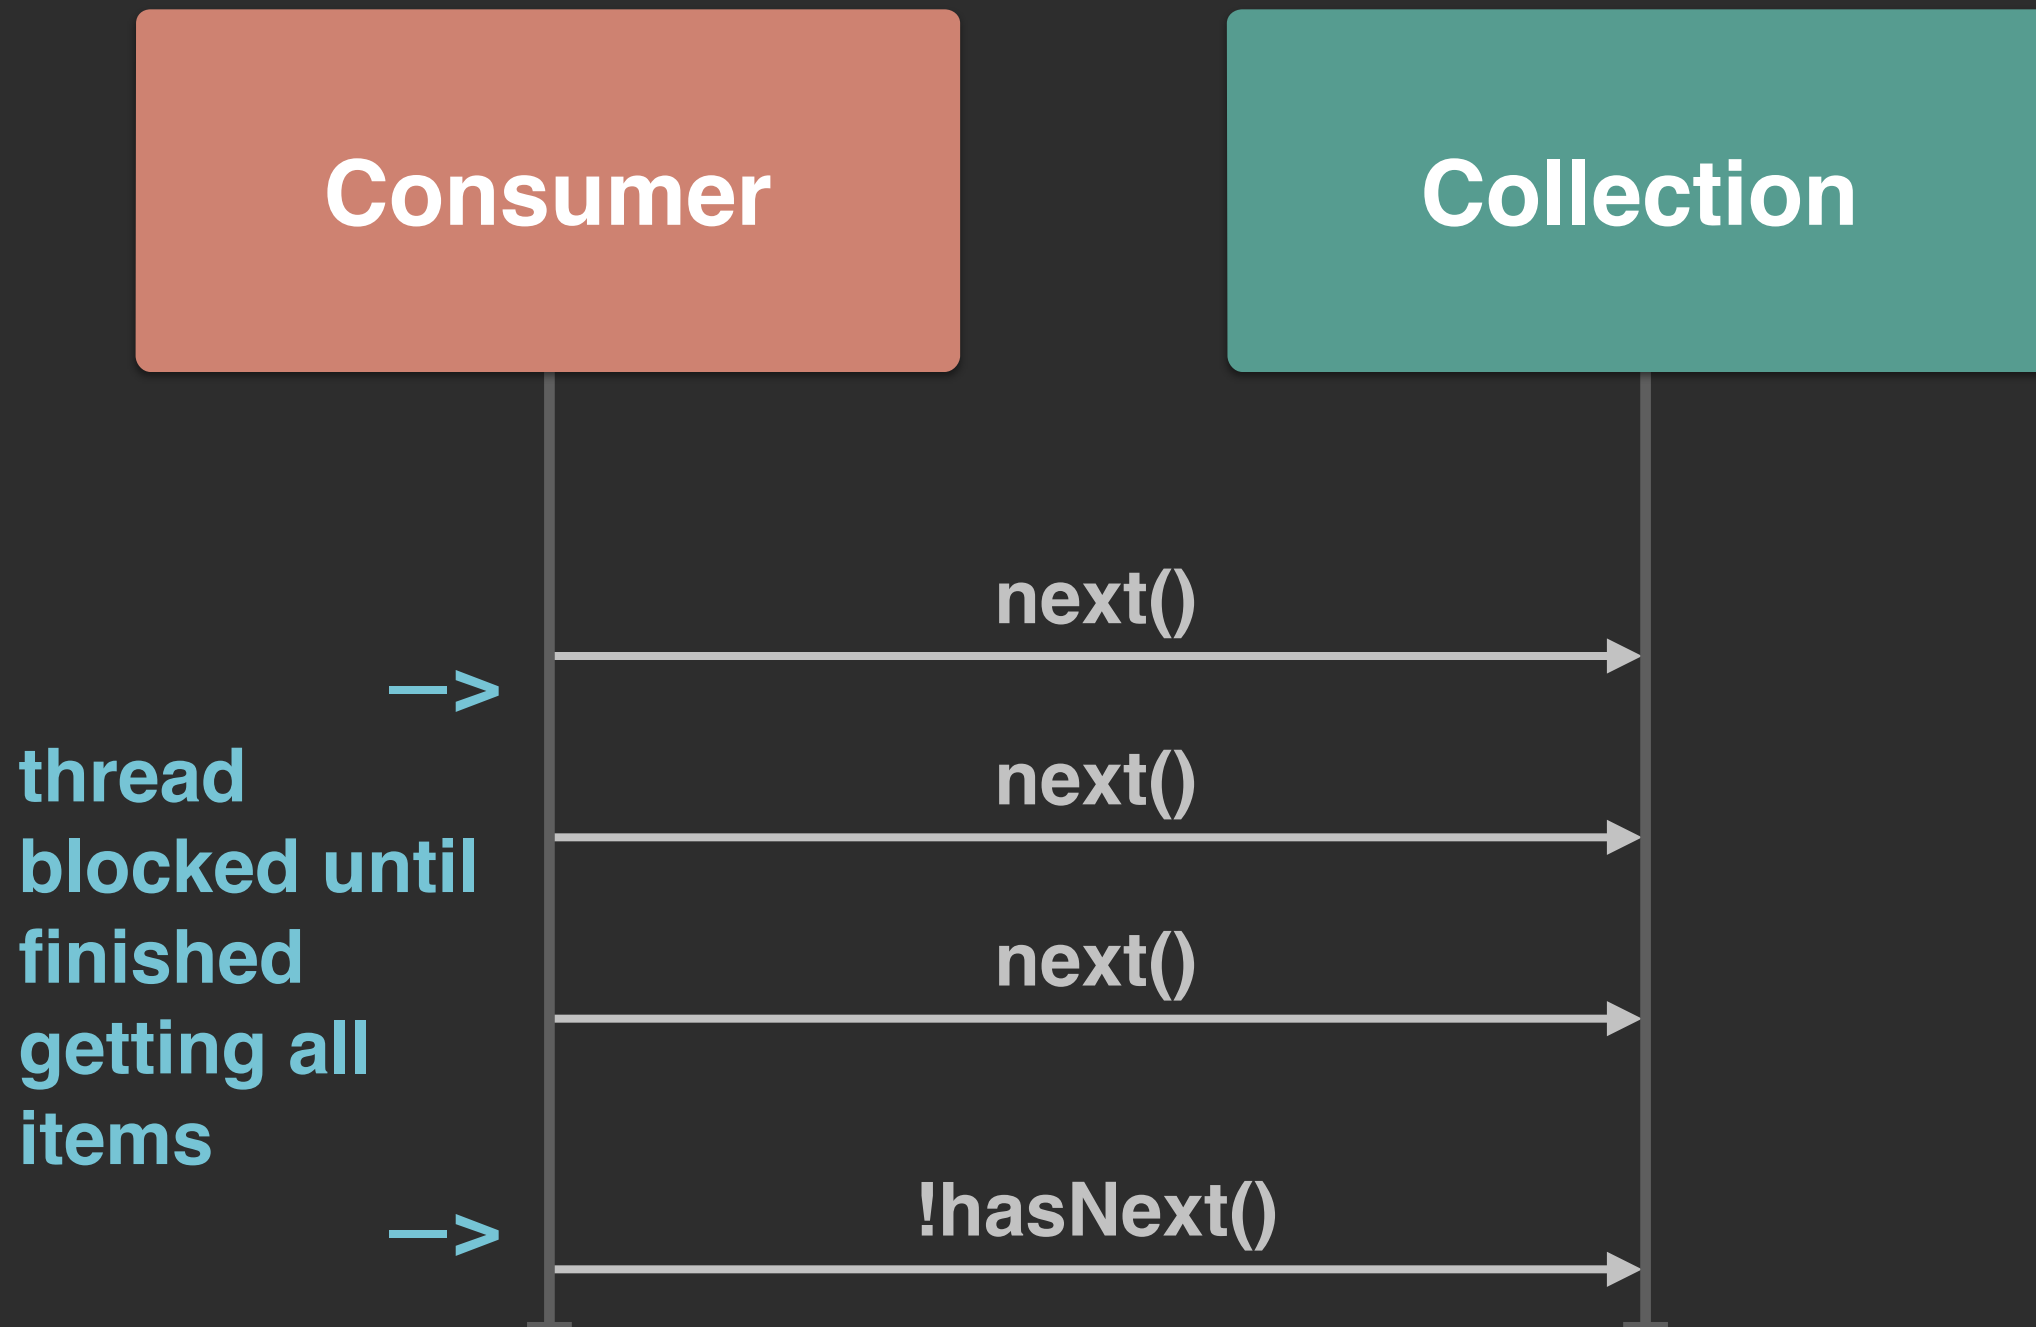 Consumer
Collection
next()
—>
thread
next()
blocked until
finished
next()
getting all
items
!hasNext()
—>